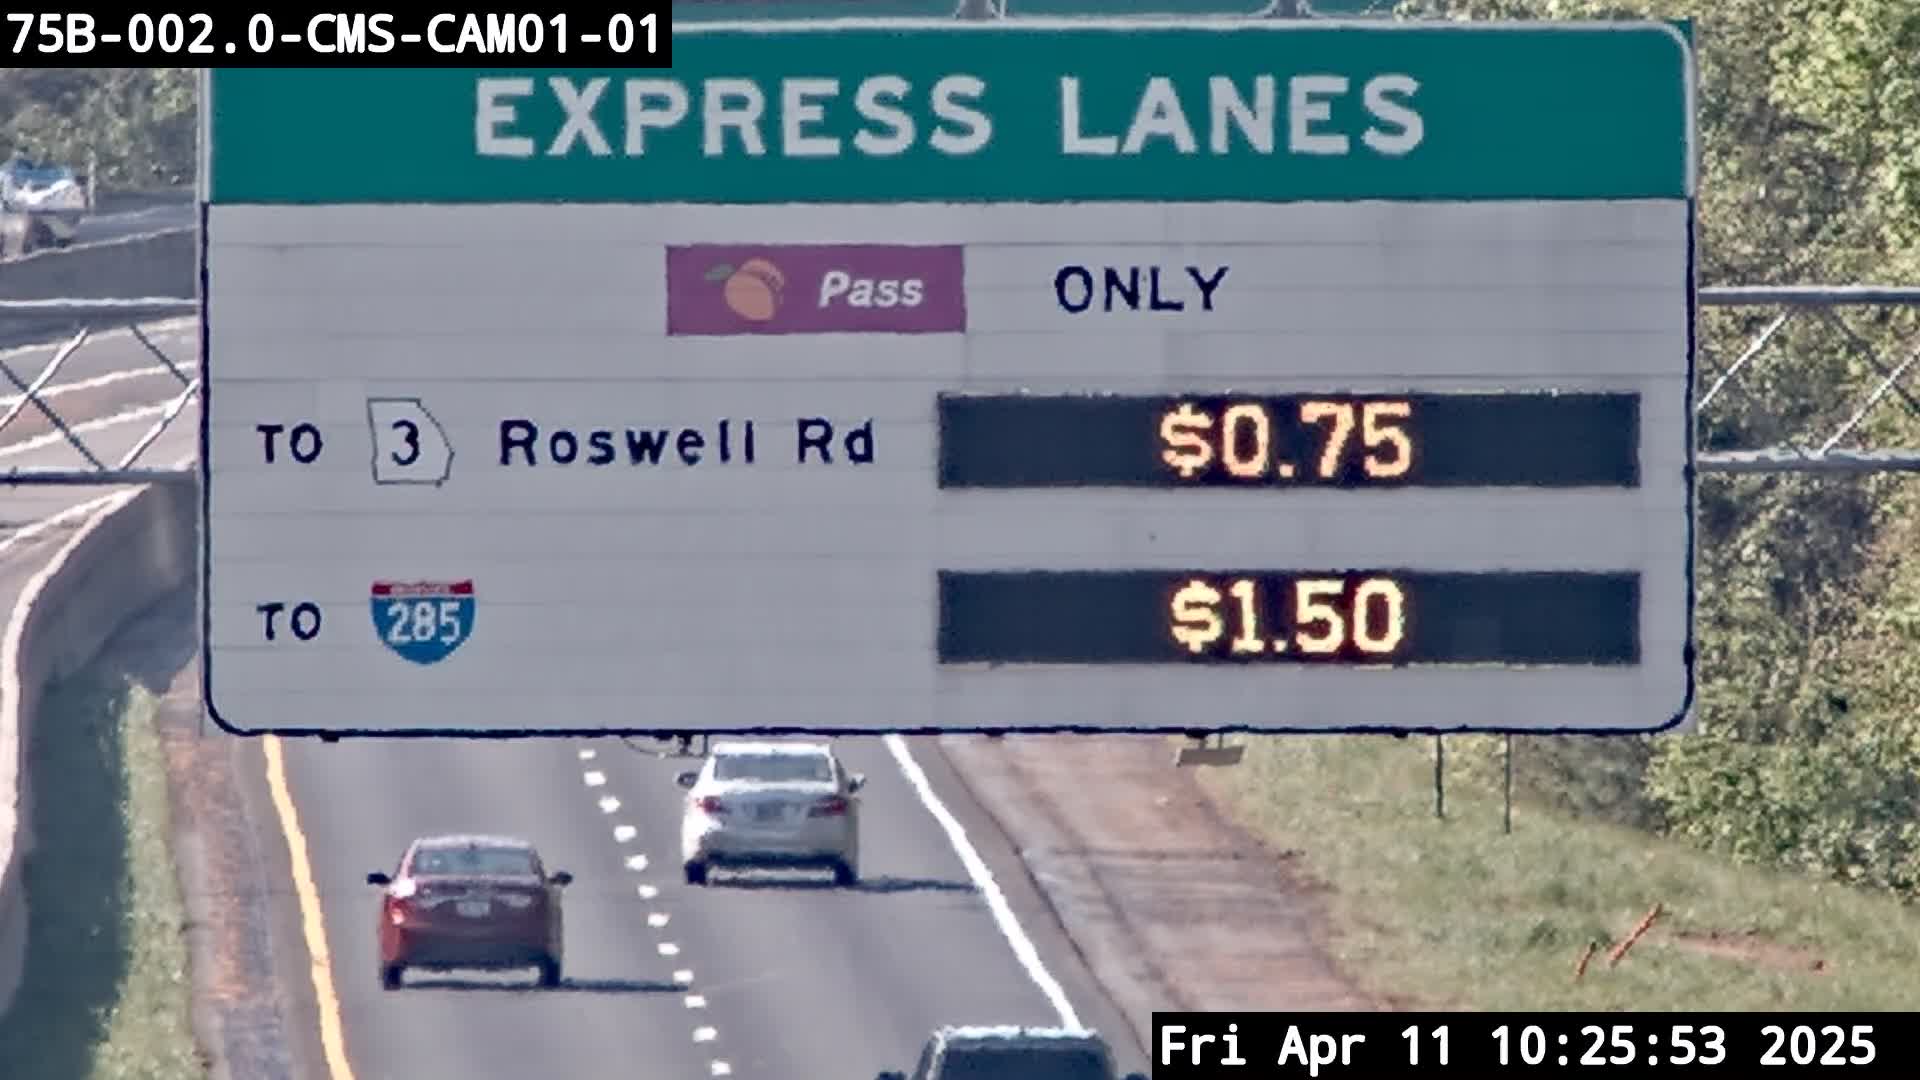 75B-002.0-CMS-CAM01-01
EXPRESS LANES
Pass ONLY
TO 3 Roswell Rd $0.75
TO 285 $1.50
Fri Apr 11 10:25:53 2025